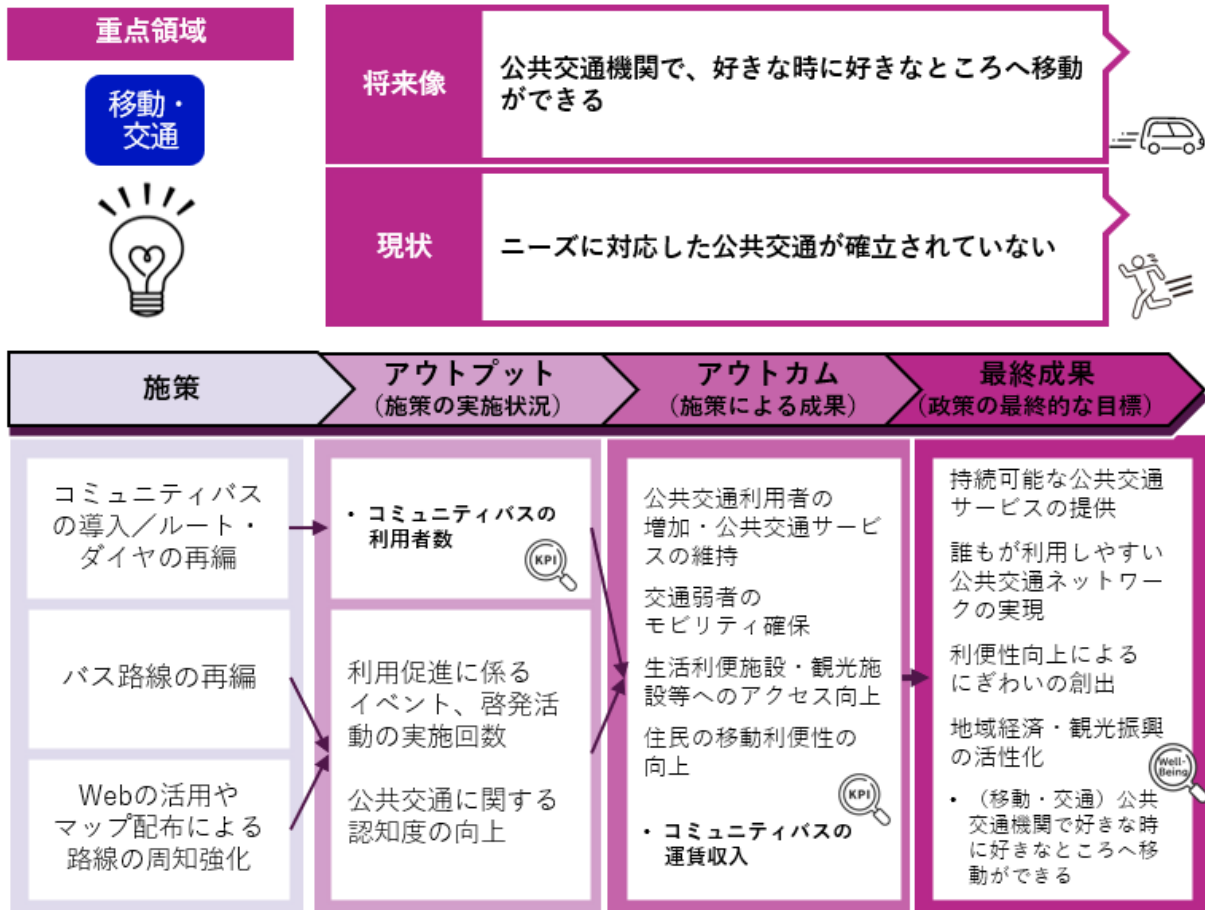 重点領域
移動・
交通
将来像
公共交通機関で、好きな時に好きなところへ移動
ができる
現状
ニーズに対応した公共交通が確立されていない
施策
アウトプット
（施策の実施状況）
アウトカム
（施策による成果）
最終成果
（政策の最終的な目標）
コミュニティバス
の導入／ルート・
ダイヤの再編
バス路線の再編
Webの活用や
マップ配布による
路線の周知強化
• コミュニティバスの
利用者数
KPI
利用促進に係る
イベント、啓発活
動の実施回数
公共交通に関する
認知度の向上
公共交通利用者の
増加・公共交通サービ
スの維持
交通弱者の
モビリティ確保
生活利便施設・観光施
設等へのアクセス向上
住民の移動利便性の
向上
KPI
• コミュニティバスの
運賃収入
持続可能な公共交通
サービスの提供
誰もが利用しやすい
公共交通ネットワー
クの実現
利便性向上による
にぎわいの創出
地域経済・観光振興
の活性化
Well-
Being
• （移動・交通）公共
交通機関で好きな時
に好きなところへ移
動ができる